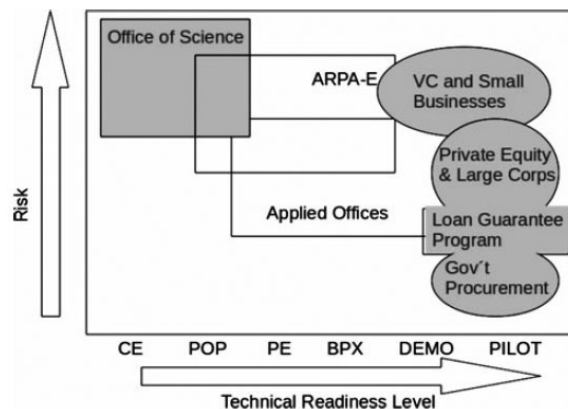 Office of Science
ARPA-E
VC and Small
Businesses
Private Equity
& Large Corps
Applied Offices
Loan Guarantee
Program
Gov´t
Procurement
Risk
CE POP PE BPX DEMO PILOT
Technical Readiness Level